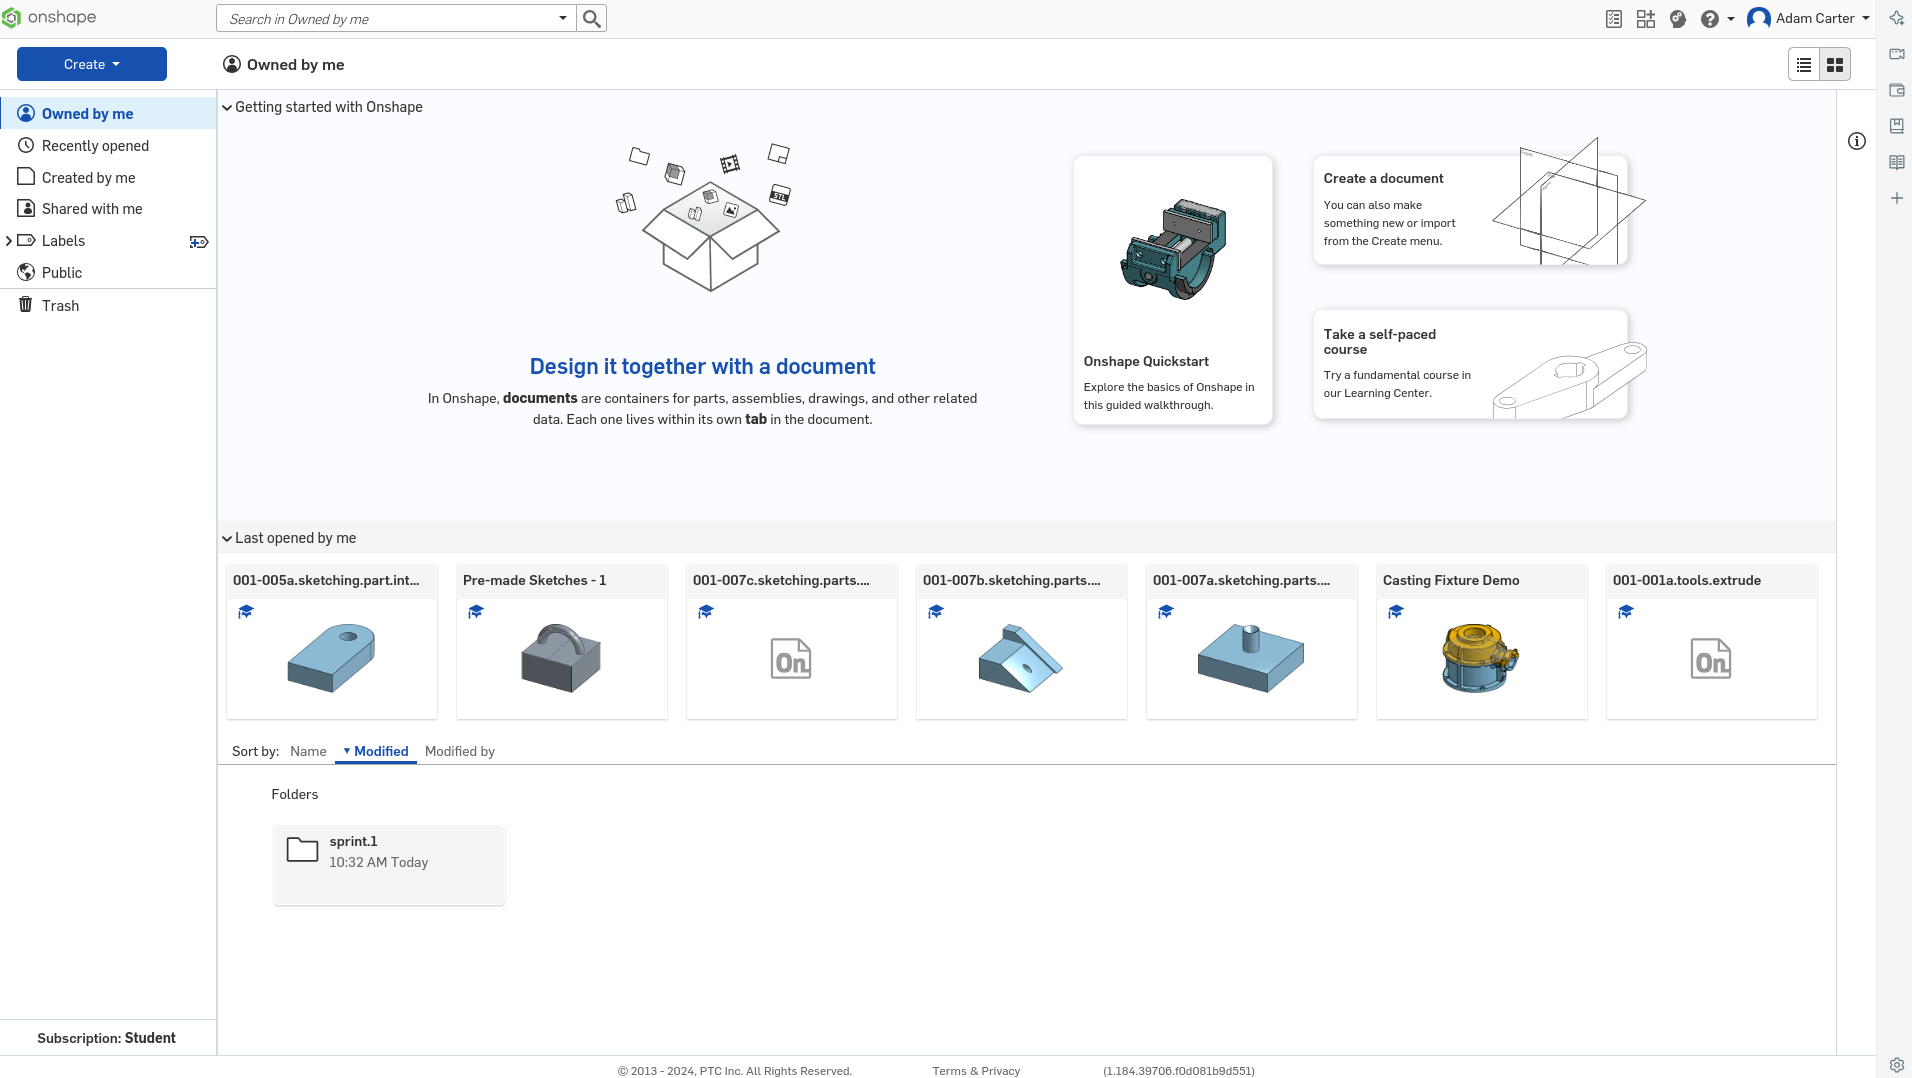 onshape
Search in Owned by me
Adam Carter
Create
Owned by me
Owned by me
Recently opened
Created by me
Shared with me
Labels
Public
Trash
Getting started with Onshape
STL
Design it together with a document
In Onshape, documents are containers for parts, assemblies, drawings, and other related
data. Each one lives within its own tab in the document.
Onshape Quickstart
Explore the basics of Onshape in
this guided walkthrough.
Create a document
You can also make
something new or import
from the Create menu.
Take a self-paced
course
Try a fundamental course in
our Learning Center.
Last opened by me
001-005a.sketching.part.int...
Pre-made Sketches - 1
001-007c.sketching.parts....
On
001-007b.sketching.parts....
001-007a.sketching.parts....
Casting Fixture Demo
001-001a.tools.extrude
On
Sort by: Name Modified Modified by
Folders
sprint.1
10:32 AM Today
Subscription: Student
© 2013 - 2024, PTC Inc. All Rights Reserved. Terms & Privacy (1.184.39706.f0d081b9d551)